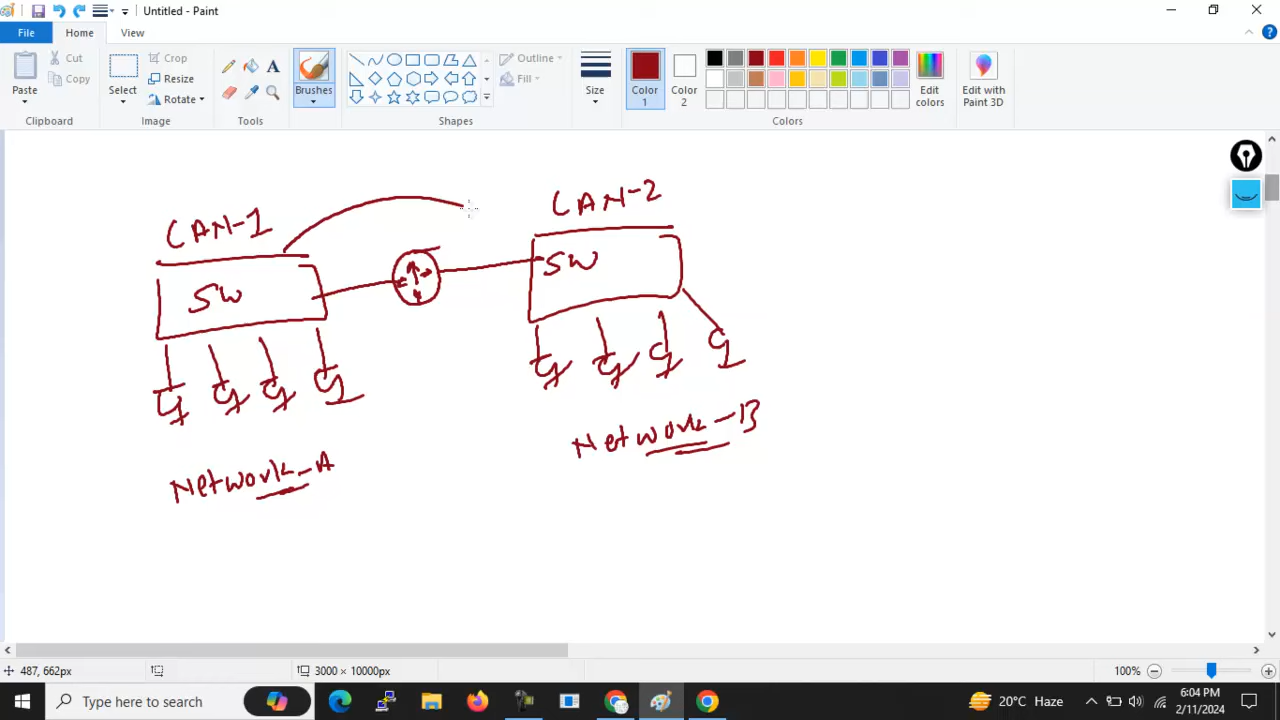 Untitled - Paint
File
Home
View
Paste
Cut
Copy
Clipboard
Select
Crop
Resize
Rotate
Image
A
Tools
Brushes
Outline
Fill
Shapes
Size
Color 1
Color 2
Edit colors
Colors
Edit with Paint 3D
CAN-1
CAN-2
SW
SW
Network-A
Network-B
487, 662px
3000 × 10000px
100%
Type here to search
20°C Haze
6:04 PM
2/11/2024